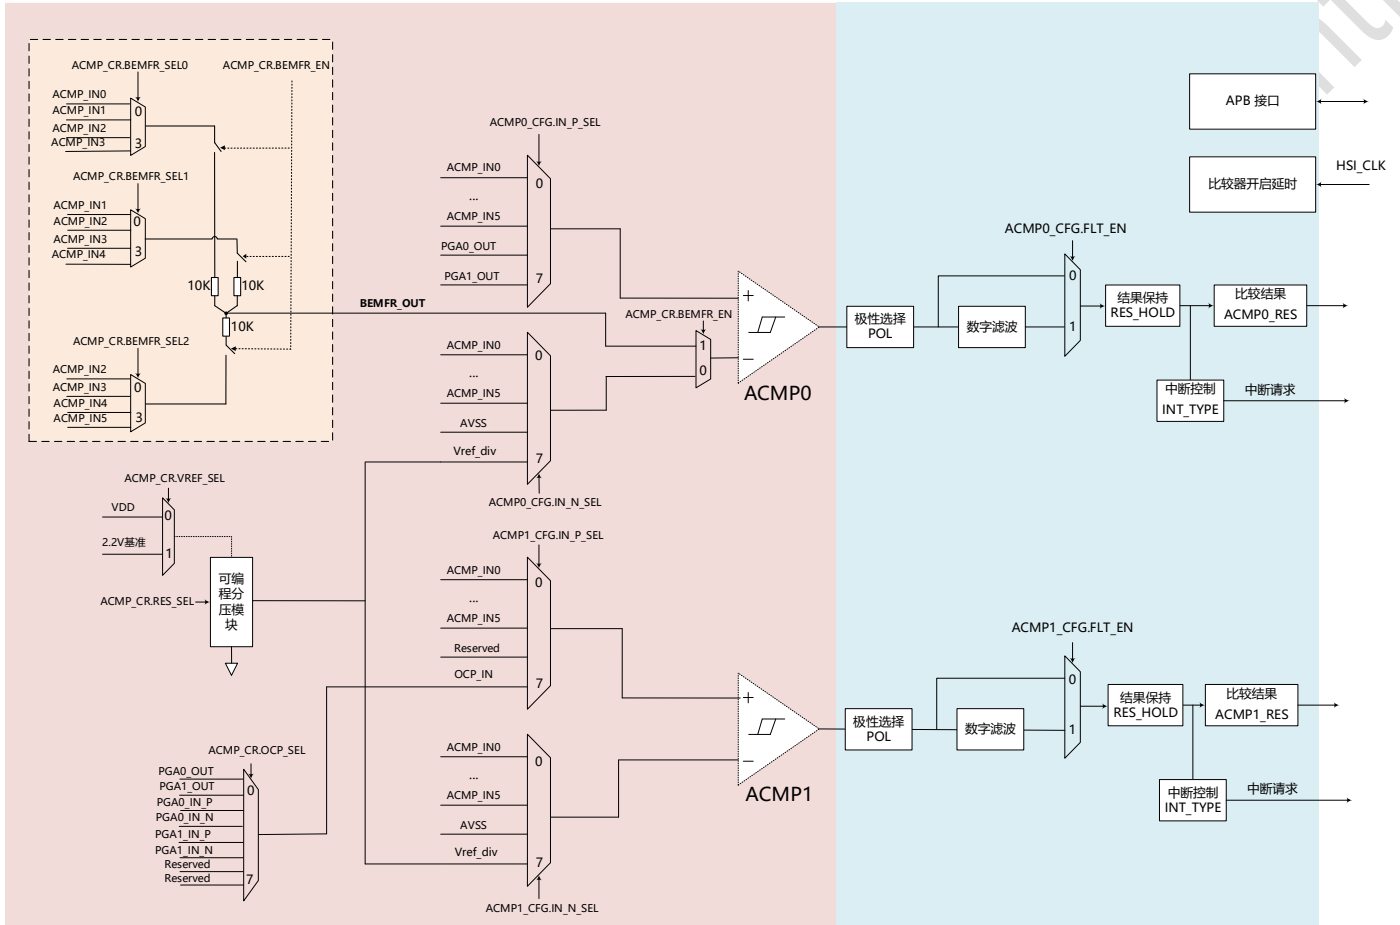 ACMP_CR.BEMFR_SEL0
ACMP_CR.BEMFR_EN
ACMP_IN0
ACMP_IN1
ACMP_IN2
ACMP_IN3
0
3
ACMP_CR.BEMFR_SEL1
ACMP_IN1
ACMP_IN2
ACMP_IN3
ACMP_IN4
0
3
10K
10K
10K
ACMP_CR.BEMFR_SEL2
ACMP_IN2
ACMP_IN3
ACMP_IN4
ACMP_IN5
0
3
BEMFR_OUT
ACMP_CR.VREF_SEL
VDD
2.2V基准
0
1
ACMP_CR.RES_SEL
可编
程分
压模
块
ACMP_CR.OCP_SEL
PGA0_OUT
PGA1_OUT
PGA0_IN_P
PGA0_IN_N
PGA1_IN_P
PGA1_IN_N
Reserved
Reserved
0
7
ACMP0_CFG.IN_P_SEL
ACMP_IN0
...
ACMP_IN5
PGA0_OUT
PGA1_OUT
0
7
ACMP_IN0
...
ACMP_IN5
AVSS
Vref_div
0
7
ACMP0_CFG.IN_N_SEL
ACMP_CR.BEMFR_EN
1
0
+
−
ACMP0
ACMP1_CFG.IN_P_SEL
ACMP_IN0
...
ACMP_IN5
Reserved
OCP_IN
0
7
ACMP_IN0
...
ACMP_IN5
AVSS
Vref_div
0
7
ACMP1_CFG.IN_N_SEL
+
−
ACMP1
APB 接口
比较器开启延时
HSI_CLK
ACMP0_CFG.FLT_EN
极性选择
POL
数字滤波
0
1
结果保持
RES_HOLD
比较结果
ACMP0_RES
中断控制
INT_TYPE
中断请求
ACMP1_CFG.FLT_EN
极性选择
POL
数字滤波
0
1
结果保持
RES_HOLD
比较结果
ACMP1_RES
中断控制
INT_TYPE
中断请求